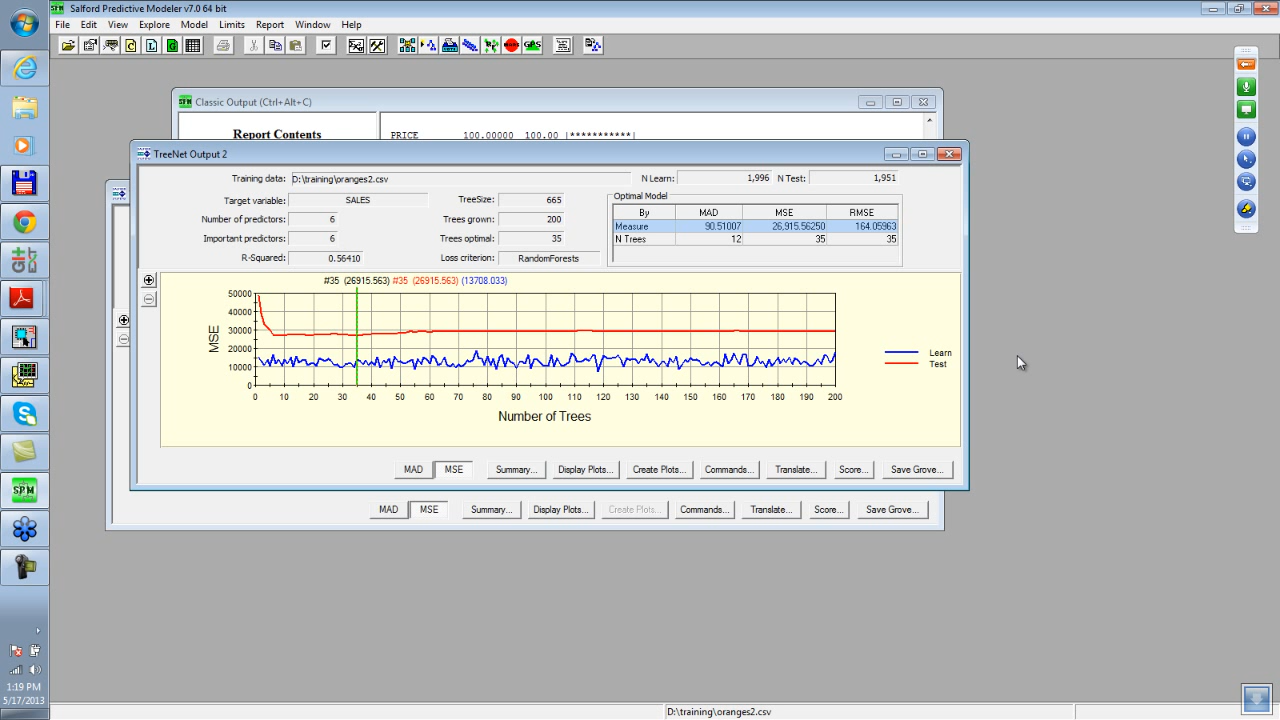 Salford Predictive Modeler v7.0 64 bit
File Edit View Explore Model Limits Report Window Help
Classic Output (Ctrl+Alt+C)
Report Contents
PRICE 100.00000 100.00 |***********|
TreeNet Output 2
Training data: D:\training\oranges2.csv N Learn: 1,996 N Test: 1,951
Target variable: SALES TreeSize: 665
Number of predictors: 6 Trees grown: 200
Important predictors: 6 Trees optimal: 35
R-Squared: 0.56410 Loss criterion: RandomForests
Optimal Model
By MAD MSE RMSE
Measure 90.51007 26,915.56250 164.05963
N Trees 12 35 35
#35 (26915.563) #35 (26915.563) (13708.033)
50000
40000
30000
20000
10000
0
MSE
0 10 20 30 40 50 60 70 80 90 100 110 120 130 140 150 160 170 180 190 200
Number of Trees
Learn
Test
MAD MSE Summary... Display Plots... Create Plots... Commands... Translate... Score... Save Grove...
MAD MSE Summary... Display Plots... Create Plots... Commands... Translate... Score... Save Grove...
1:19 PM
5/17/2013
D:\training\oranges2.csv